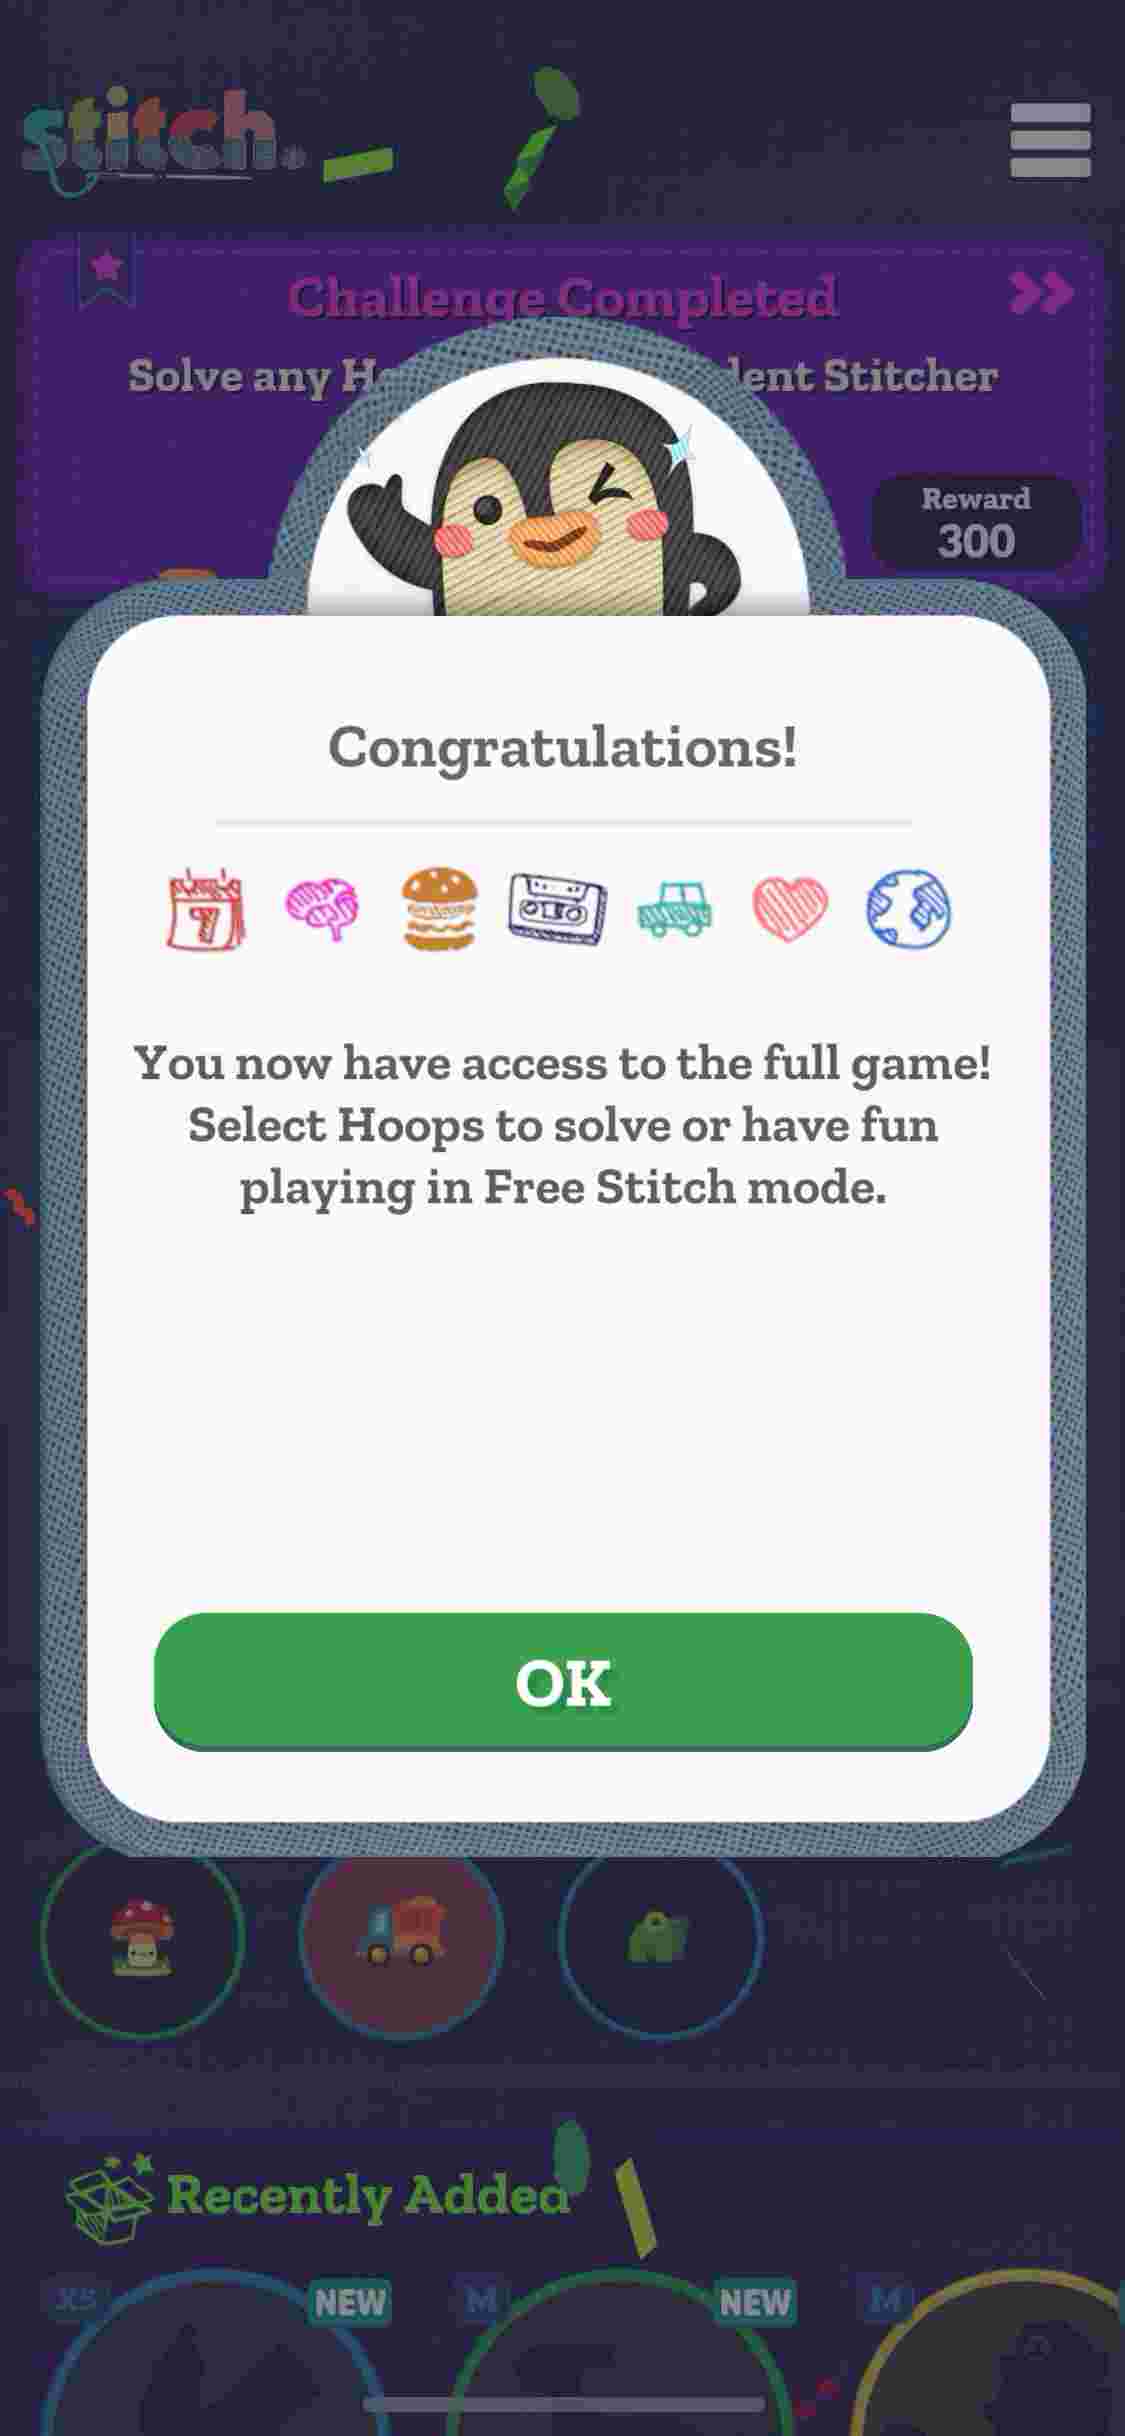 stitch.
Challenge Completed
Solve any Ho lent Stitcher
Reward
300
Congratulations!
7
You now have access to the full game!
Select Hoops to solve or have fun
playing in Free Stitch mode.
OK
Recently Added
XS NEW M NEW M